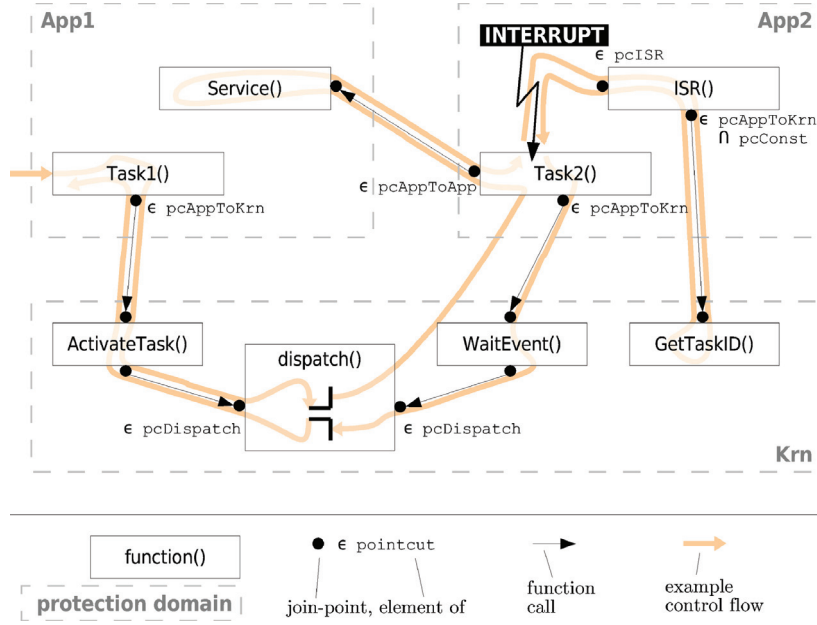 App1
App2
INTERRUPT
ϵ pcISR
Service()
ISR()
ϵ pcAppToKrn
∩ pcConst
Task1()
Task2()
ϵ pcAppToApp
ϵ pcAppToKrn
ϵ pcAppToKrn
ActivateTask()
dispatch()
WaitEvent()
GetTaskID()
ϵ pcDispatch
ϵ pcDispatch
Krn
function()
ϵ pointcut
protection domain
join-point, element of
function
call
example
control flow